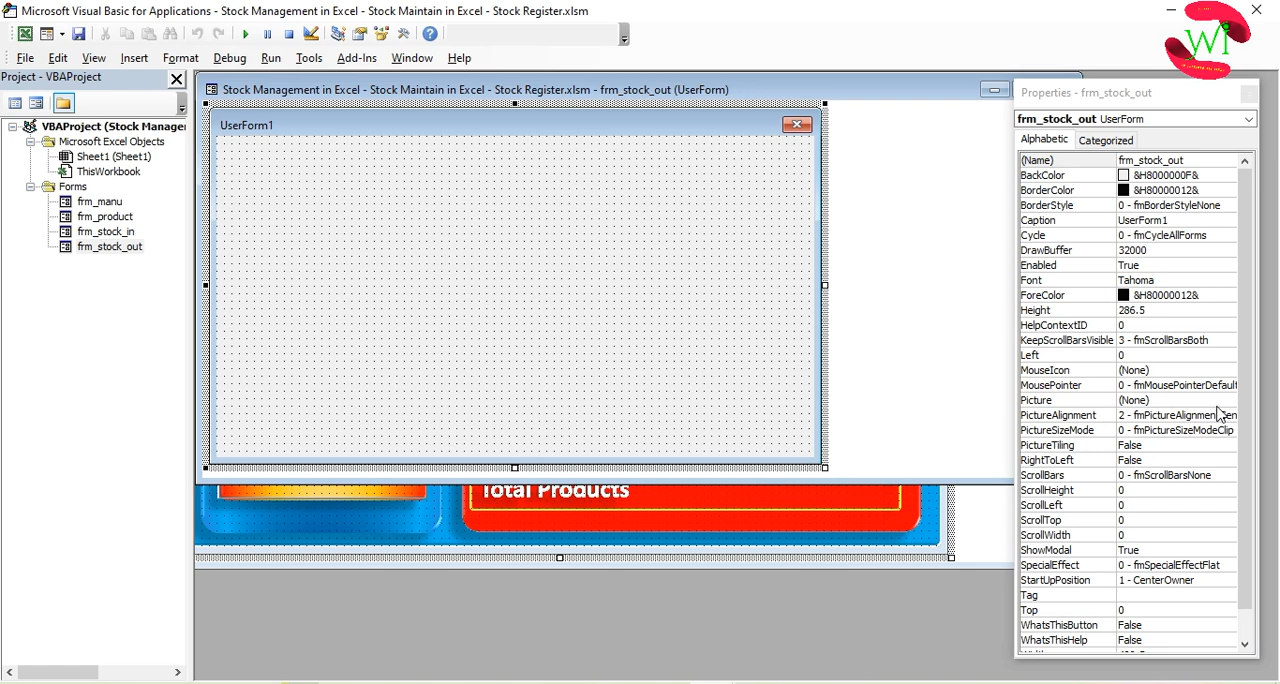 Microsoft Visual Basic for Applications - Stock Management in Excel - Stock Maintain in Excel - Stock Register.xlsm
Wi
File Edit View Insert Format Debug Run Tools Add-Ins Window Help
Project - VBAProject
VBAProject (Stock Manage
Microsoft Excel Objects
Sheet1 (Sheet1)
ThisWorkbook
Forms
frm_manu
frm_product
frm_stock_in
frm_stock_out
Stock Management in Excel - Stock Maintain in Excel - Stock Register.xlsm - frm_stock_out (UserForm)
UserForm1
Total Products
Properties - frm_stock_out
frm_stock_out UserForm
Alphabetic Categorized
(Name) frm_stock_out
BackColor &H8000000F&
BorderColor &H80000012&
BorderStyle 0 - fmBorderStyleNone
Caption UserForm1
Cycle 0 - fmCycleAllForms
DrawBuffer 32000
Enabled True
Font Tahoma
ForeColor &H80000012&
Height 286.5
HelpContextID 0
KeepScrollBarsVisible 3 - fmScrollBarsBoth
Left 0
MouseIcon (None)
MousePointer 0 - fmMousePointerDefault
Picture (None)
PictureAlignment 2 - fmPictureAlignmen en
PictureSizeMode 0 - fmPictureSizeModeClip
PictureTiling False
RightToLeft False
ScrollBars 0 - fmScrollBarsNone
ScrollHeight 0
ScrollLeft 0
ScrollTop 0
ScrollWidth 0
ShowModal True
SpecialEffect 0 - fmSpecialEffectFlat
StartUpPosition 1 - CenterOwner
Tag
Top 0
WhatsThisButton False
WhatsThisHelp False